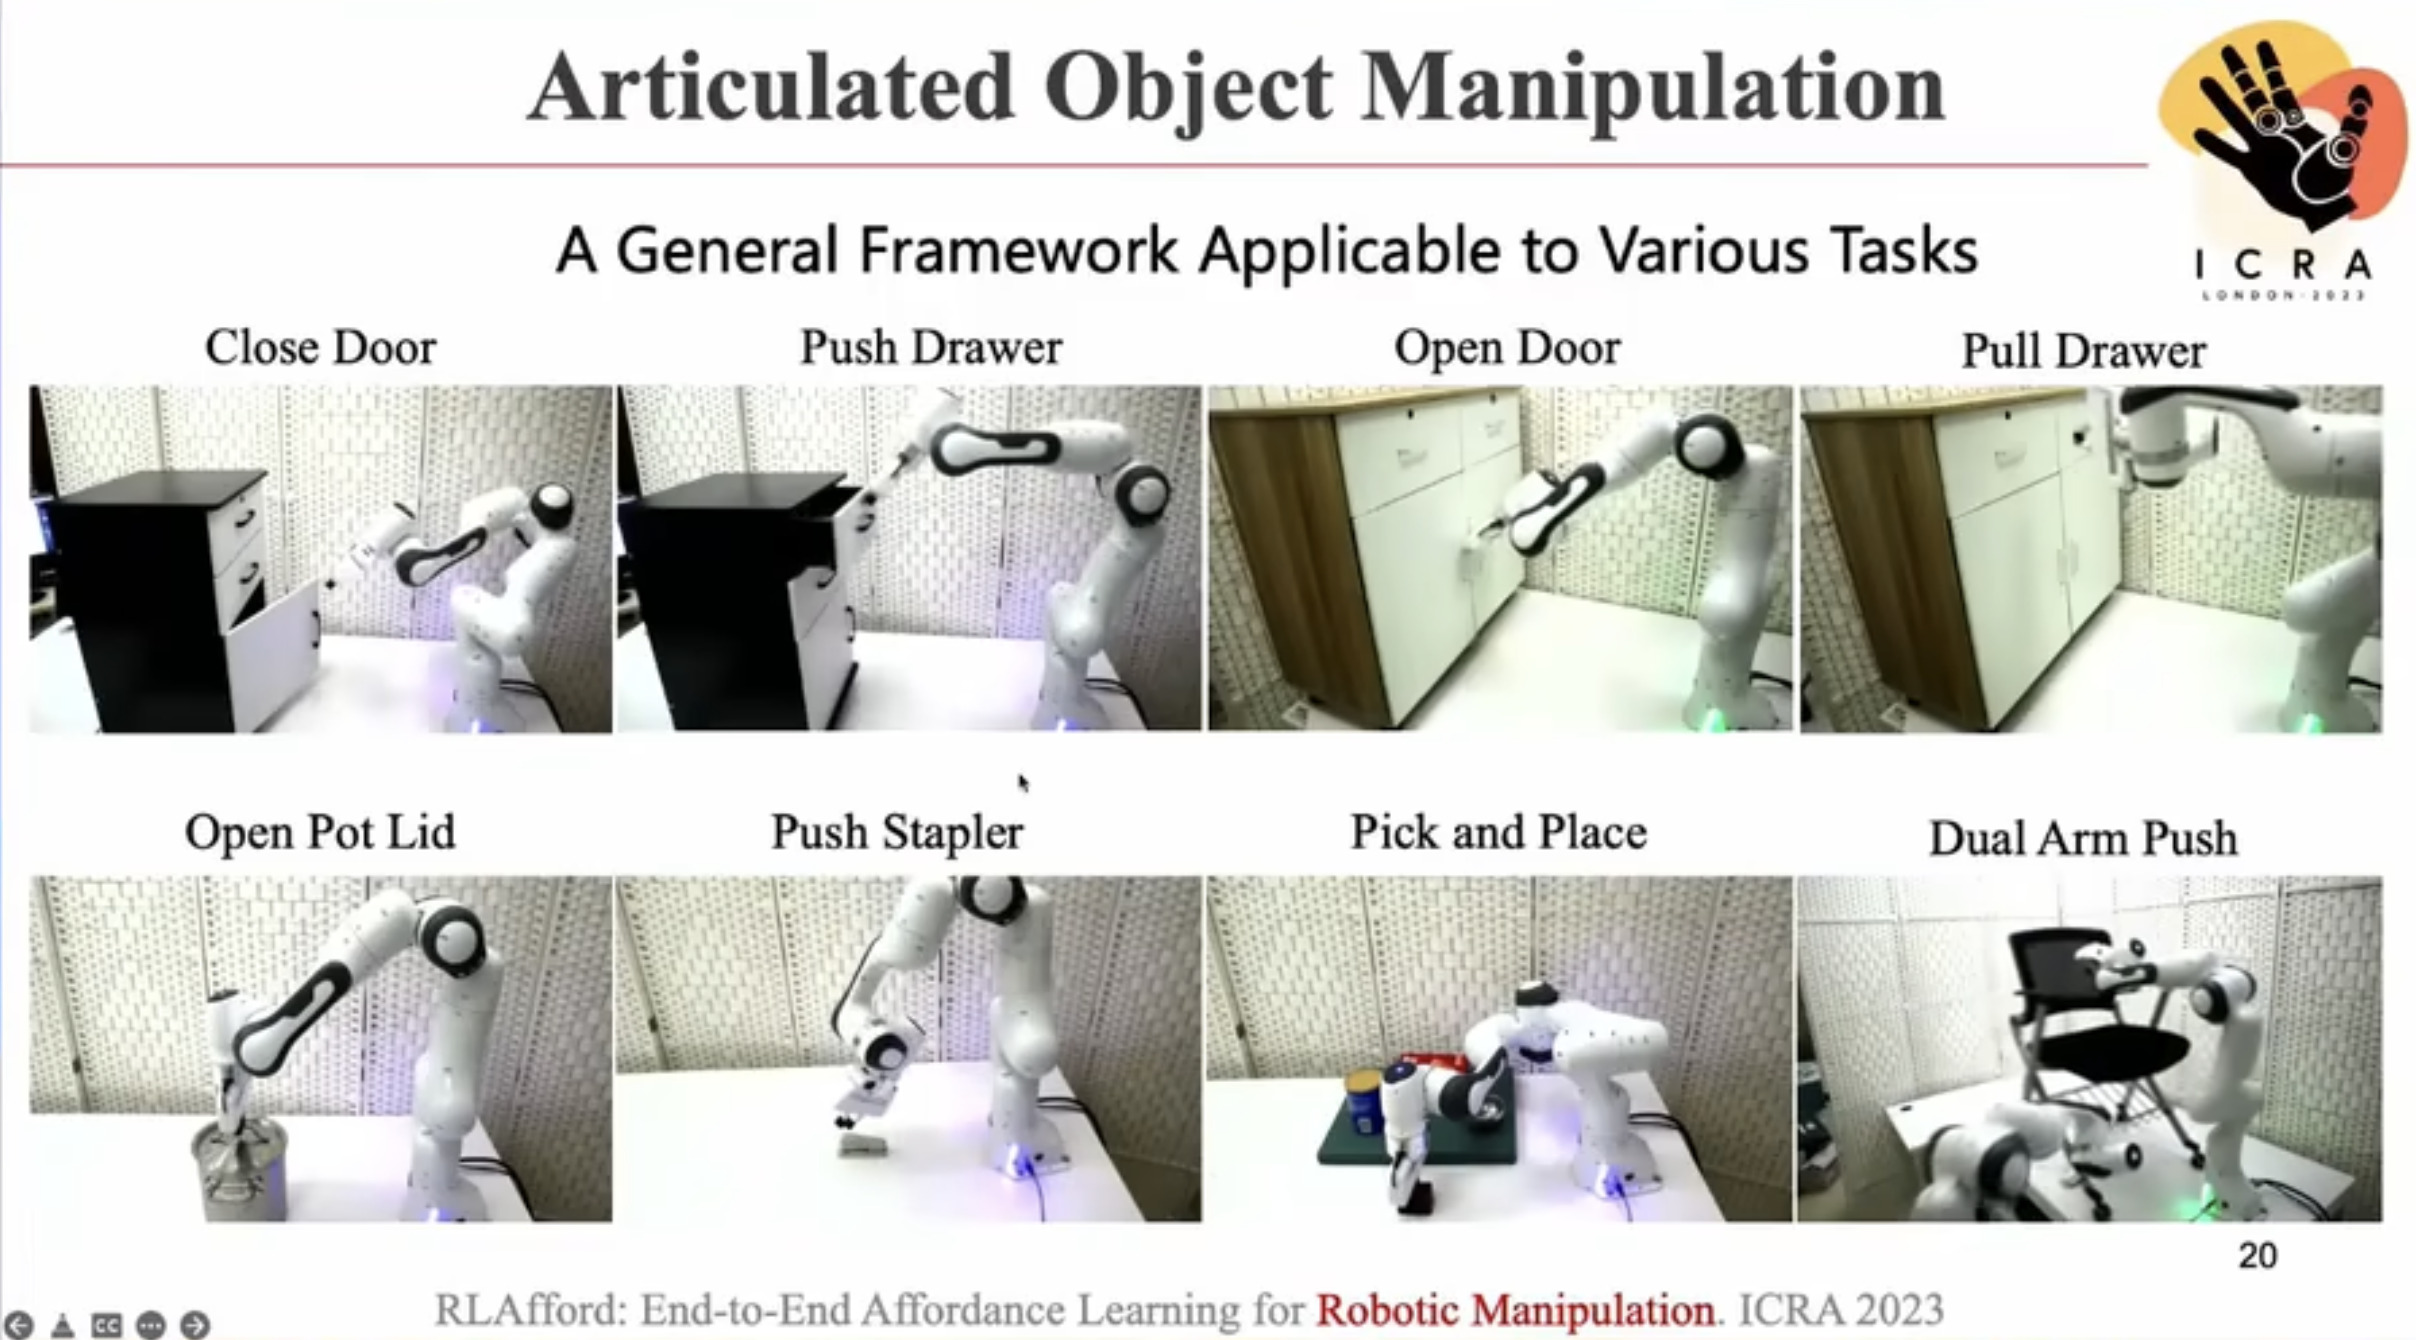 Articulated Object Manipulation
I C R A
LONDON·2023
A General Framework Applicable to Various Tasks
Close Door
Push Drawer
Open Door
Pull Drawer
Open Pot Lid
Push Stapler
Pick and Place
Dual Arm Push
20
RLAfford: End-to-End Affordance Learning for Robotic Manipulation. ICRA 2023
CC